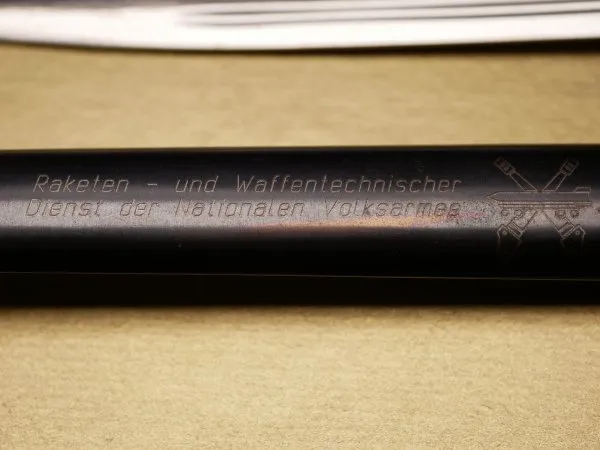 Raketen - und Waffentechnischer
Dienst der Nationalen Volksarmee